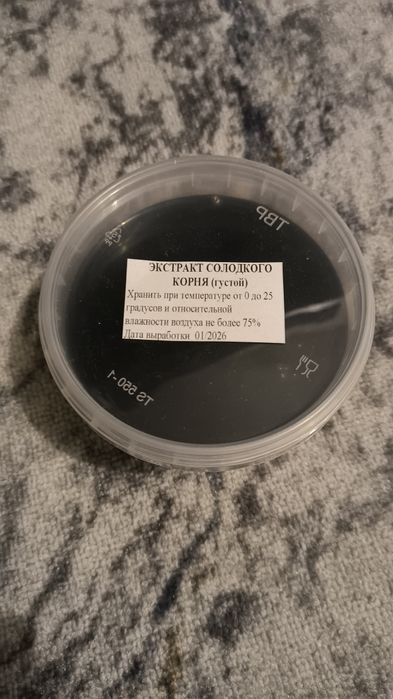 ЭКСТРАКТ СОЛОДКОГО
КОРНЯ (густой)
Хранить при температуре от 0 до 25
градусов и относительной
влажности воздуха не более 75%
Дата выработки 01/2026
ТВР
TS 550-1